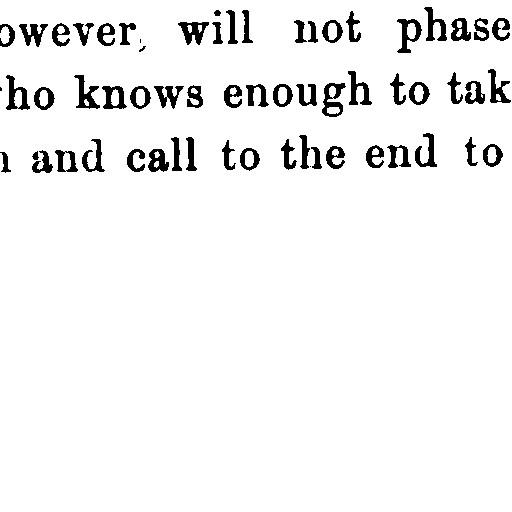 owever, will not phase
ho knows enough to tak
and call to the end to